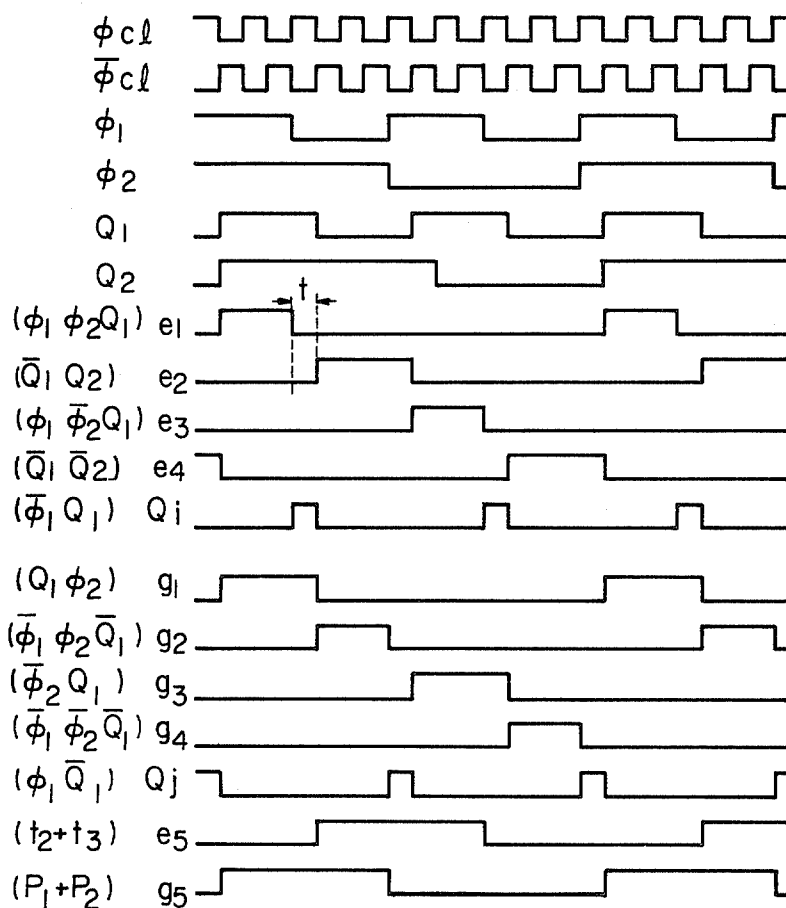 ϕcl
ϕ̅cl
ϕ1
ϕ2
Q1
Q2
t
(ϕ1 ϕ2Q1) e1
(Q̅1 Q2) e2
(ϕ1 ϕ̅2Q1) e3
(Q̅1 Q̅2) e4
(ϕ̅1 Q1) Qi
(Q1 ϕ2) g1
(ϕ̅1 ϕ2 Q̅1) g2
(ϕ̅2 Q1) g3
(ϕ̅1 ϕ̅2 Q̅1) g4
(ϕ1 Q̅1) Qj
(t2+t3) e5
(P1+P2) g5